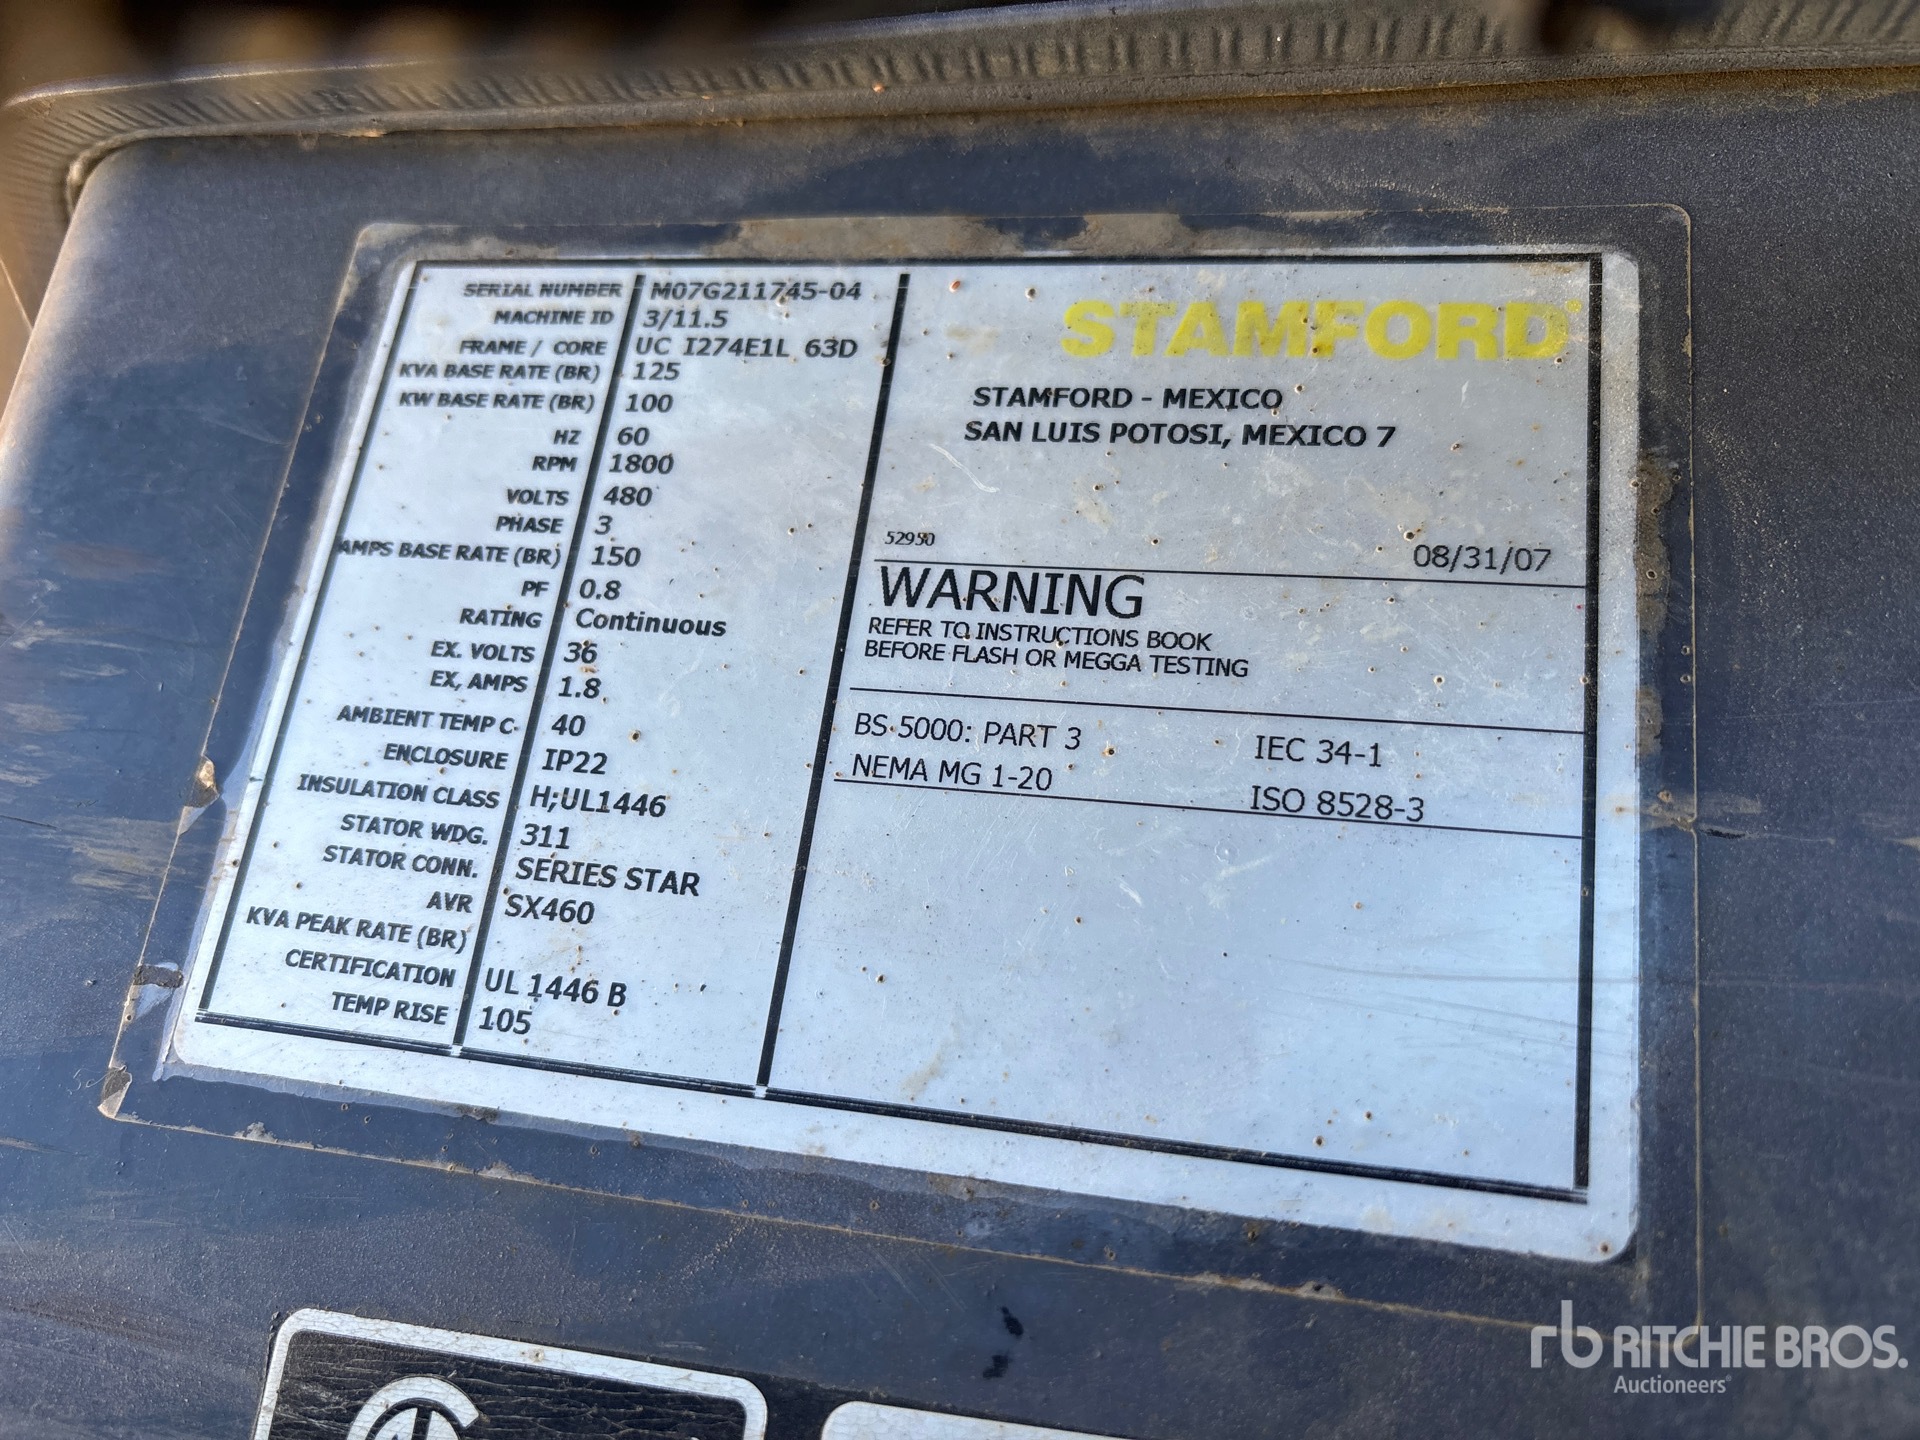 SERIAL NUMBER M07G211745-04
MACHINE ID 3/11.5
FRAME / CORE UC I274E1L 63D
KVA BASE RATE (BR) 125
KW BASE RATE (BR) 100
HZ 60
RPM 1800
VOLTS 480
PHASE 3
AMPS BASE RATE (BR) 150
PF 0.8
RATING Continuous
EX. VOLTS 36
EX, AMPS 1.8
AMBIENT TEMP C. 40
ENCLOSURE IP22
INSULATION CLASS H;UL1446
STATOR WDG. 311
STATOR CONN. SERIES STAR
AVR SX460
KVA PEAK RATE (BR)
CERTIFICATION UL 1446 B
TEMP RISE 105
STAMFORD
STAMFORD - MEXICO
SAN LUIS POTOSI, MEXICO 7
52950
08/31/07
WARNING
REFER TO INSTRUCTIONS BOOK
BEFORE FLASH OR MEGGA TESTING
BS 5000: PART 3 IEC 34-1
NEMA MG 1-20 ISO 8528-3
rb RITCHIE BROS.
Auctioneers